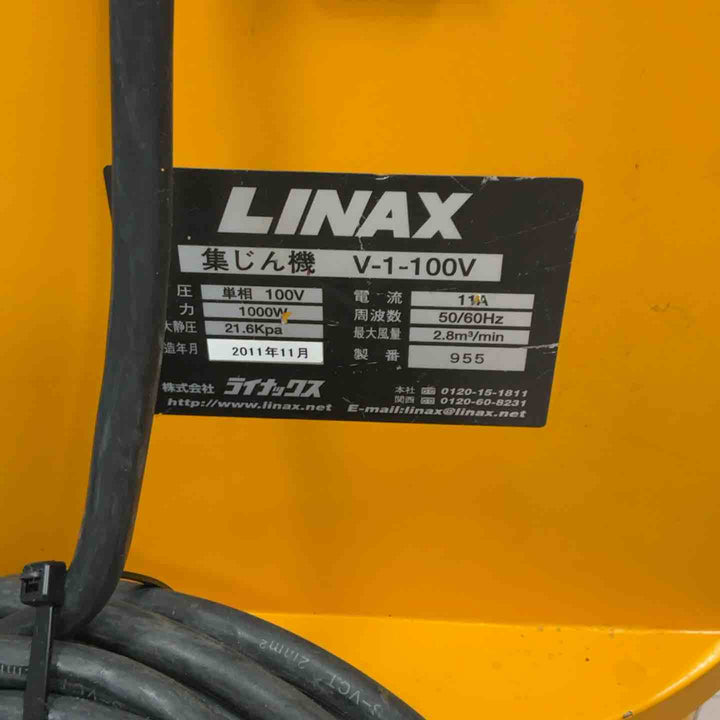 LINAX
集じん機 V-1-100V
圧 単相 100V 電流 11A
力 1000W 周波数 50/60Hz
大静圧 21.6Kpa 最大風量 2.8m³/min
造年月 2011年11月 製番 955
株式会社 ライナックス 本社 0120-15-1811
関西 0120-60-8231
http://www.linax.net E-mail:linax@linax.net
-VCT 2mm2
-VCT